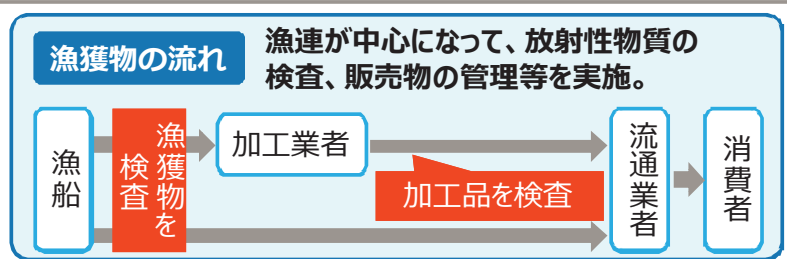 漁獲物の流れ
漁連が中心になって、放射性物質の
検査、販売物の管理等を実施。
漁船
漁獲物を
検査
加工業者
加工品を検査
流通業者
消費者